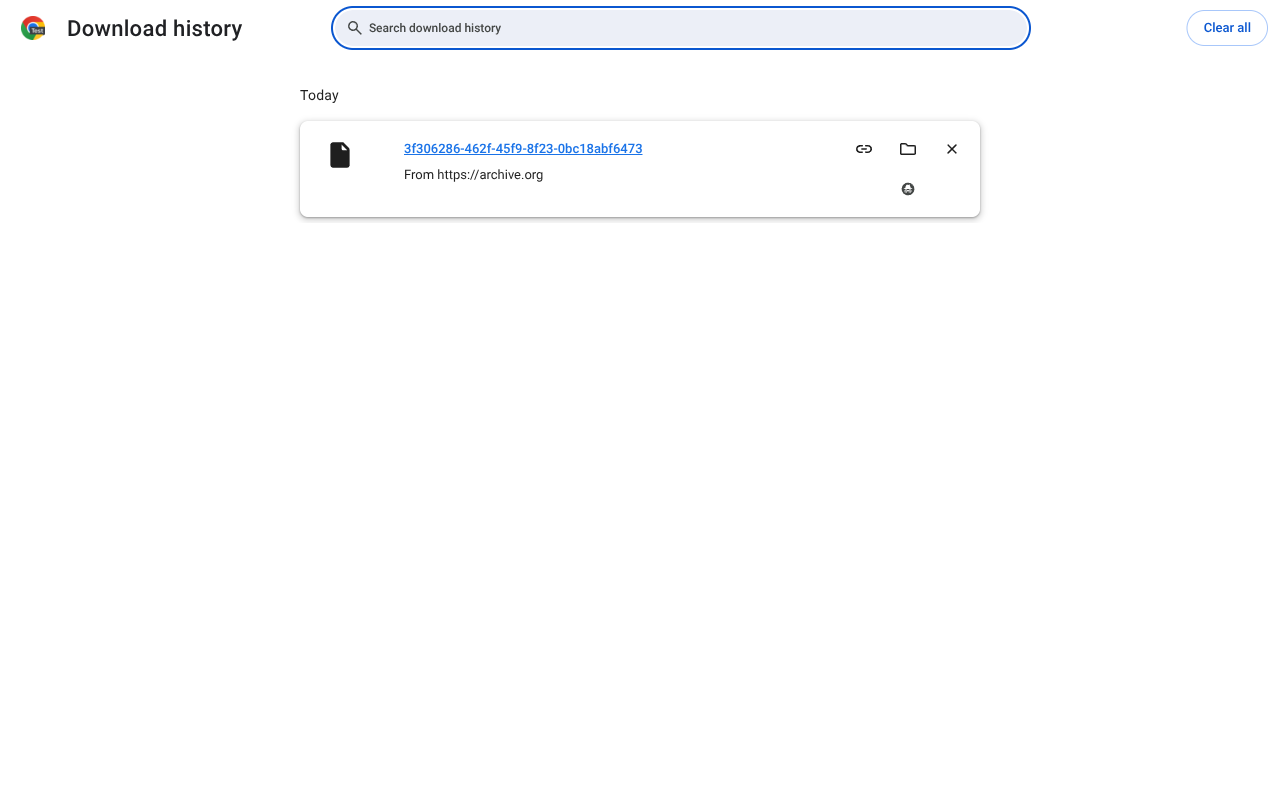 Download history
Search download history
Clear all
Today
3f306286-462f-45f9-8f23-0bc18abf6473
From https://archive.org